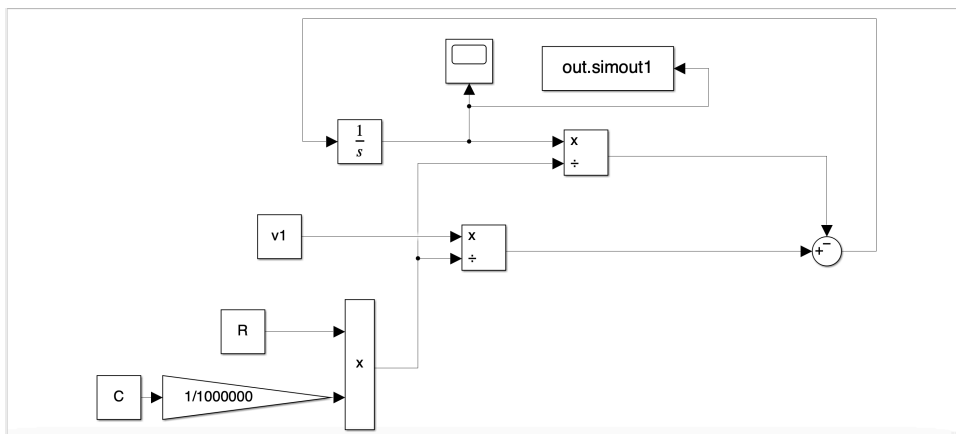 out.simout1
1
s
x
÷
v1
x
÷
+
−
R
x
C
1/1000000